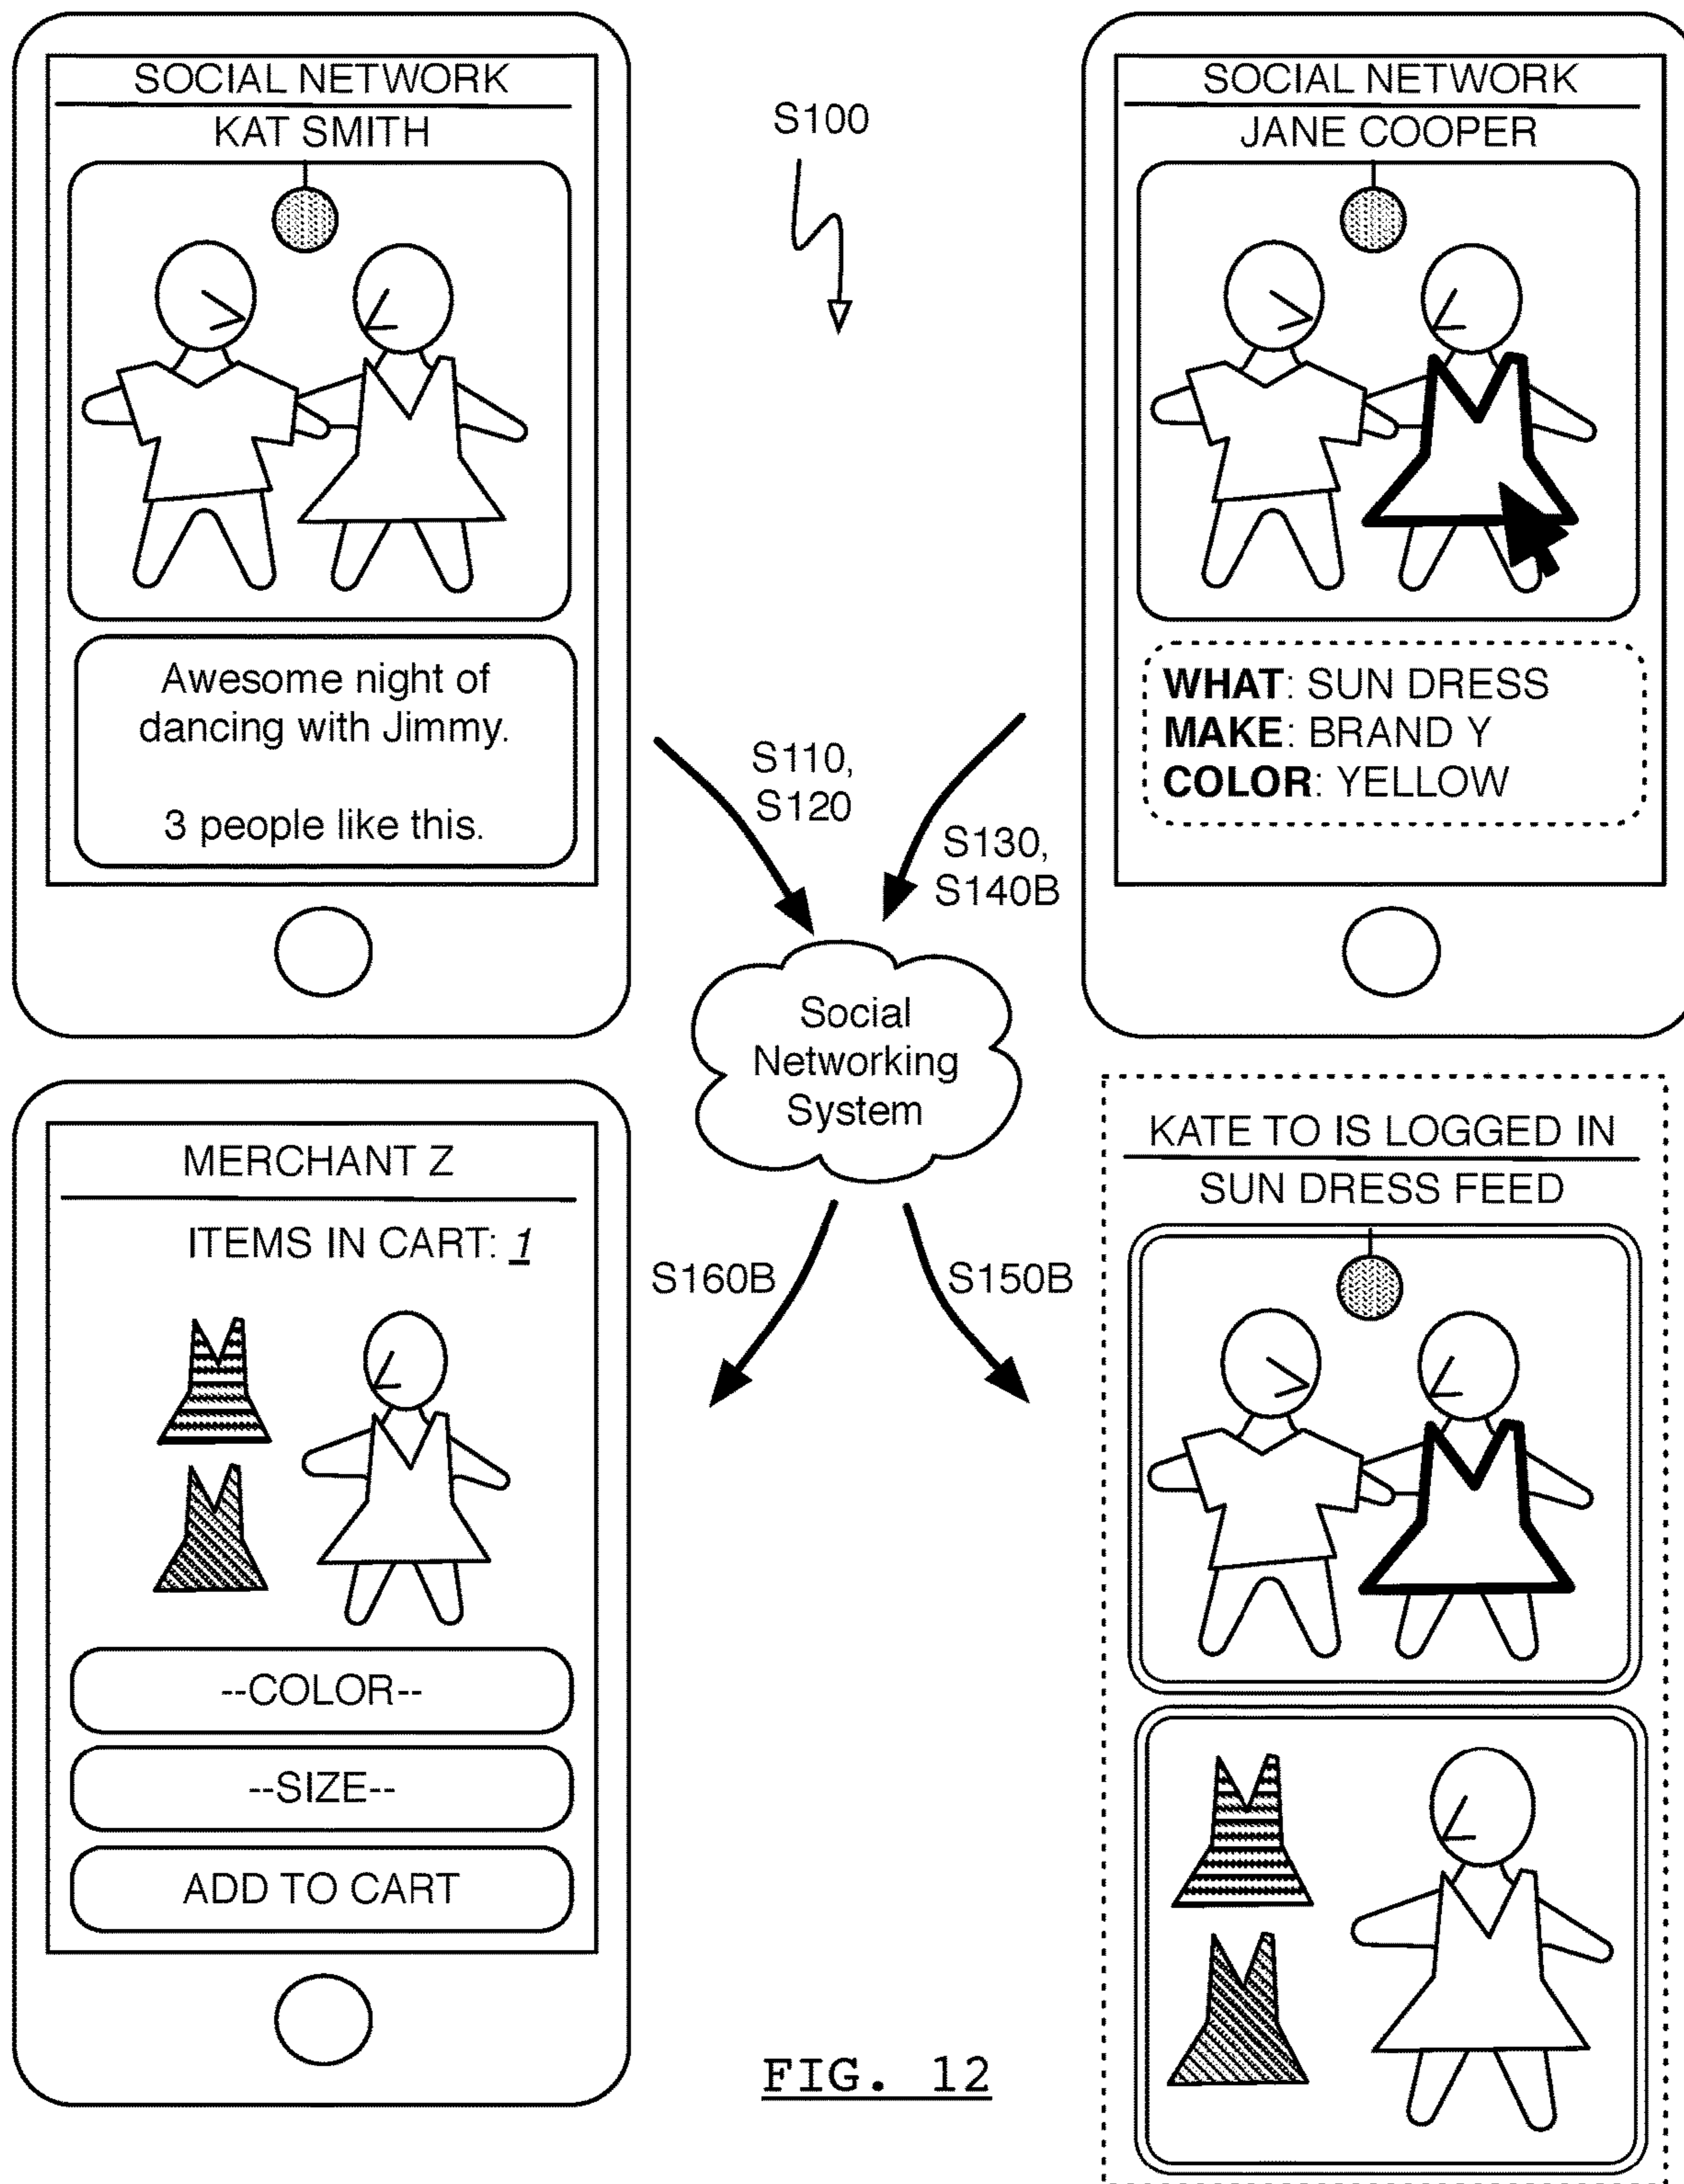 SOCIAL NETWORK
KAT SMITH
Awesome night of
dancing with Jimmy.
3 people like this.
S100
SOCIAL NETWORK
JANE COOPER
WHAT: SUN DRESS
MAKE: BRAND Y
COLOR: YELLOW
S110,
S120
S130,
S140B
Social
Networking
System
S160B
S150B
MERCHANT Z
ITEMS IN CART: 1
--COLOR--
--SIZE--
ADD TO CART
KATE TO IS LOGGED IN
SUN DRESS FEED
FIG. 12